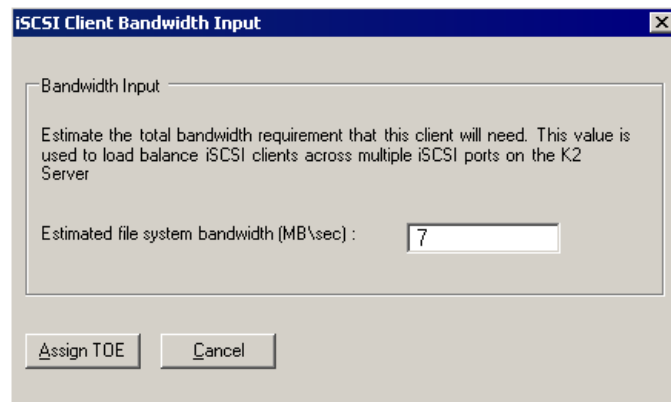 iSCSI Client Bandwidth Input
Bandwidth Input
Estimate the total bandwidth requirement that this client will need. This value is
used to load balance iSCSI clients across multiple iSCSI ports on the K2
Server
Estimated file system bandwidth (MB\sec) : 7
Assign TOE Cancel